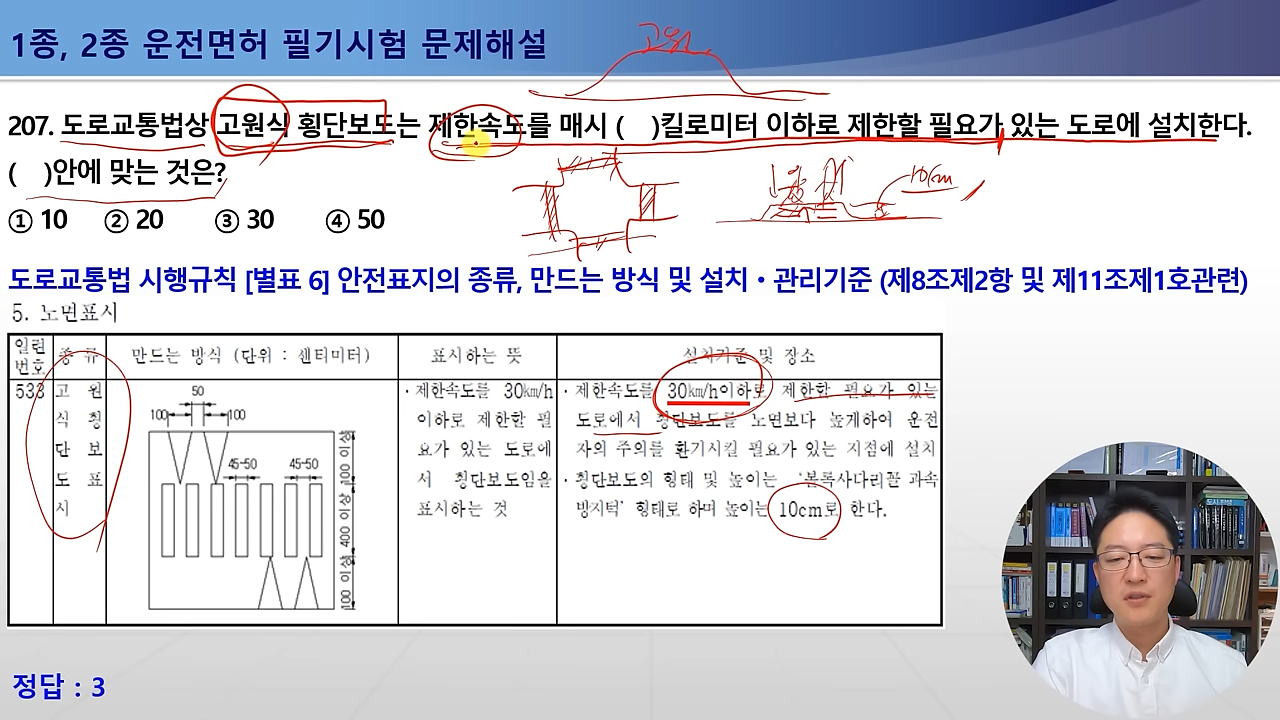 1종, 2종 운전면허 필기시험 문제해설
고원식
207. 도로교통법상 고원식 횡단보도는 제한속도를 매시 ( )킬로미터 이하로 제한할 필요가 있는 도로에 설치한다.
( )안에 맞는 것은?
10cm
① 10 ② 20 ③ 30 ④ 50
도로교통법 시행규칙 [별표 6] 안전표지의 종류, 만드는 방식 및 설치・관리기준 (제8조제2항 및 제11조제1호관련)
5. 노면표시
일련번호 종 류 만드는 방식 (단위 : 센티미터) 표시하는 뜻 설치기준 및 장소
533 고 원 50 ·제한속도를 30㎞/h ·제한속도를 30㎞/h이하로 제한할 필요가 있는
식 횡 100 100 이하로 제한할 필 도로에서 횡단보도를 노면보다 높게하여 운전
단 보 45-50 45-50 요가 있는 도로에 자의 주의를 환기시킬 필요가 있는 지점에 설치
도 표 서 횡단보도임을 ·횡단보도의 형태 및 높이는 '볼록사다리꼴 과속
시 표시하는 것 방지턱' 형태로 하며 높이는 10cm로 한다.
100 이상
400 이상
100 이상
정답 : 3